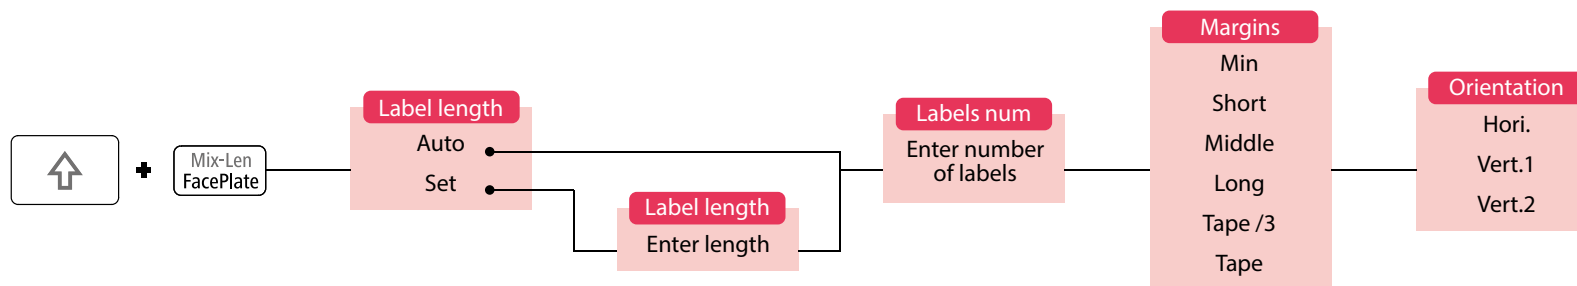 Mix-Len
FacePlate
Label length
Auto
Set
Label length
Enter length
Labels num
Enter number
of labels
Margins
Min
Short
Middle
Long
Tape /3
Tape
Orientation
Hori.
Vert.1
Vert.2